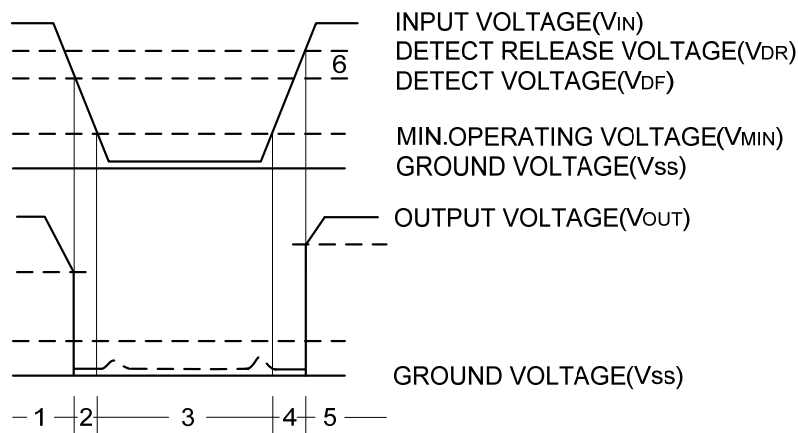 INPUT VOLTAGE(VIN)
DETECT RELEASE VOLTAGE(VDR)
6
DETECT VOLTAGE(VDF)
MIN.OPERATING VOLTAGE(VMIN)
GROUND VOLTAGE(Vss)
OUTPUT VOLTAGE(VOUT)
GROUND VOLTAGE(Vss)
1 2 3 4 5